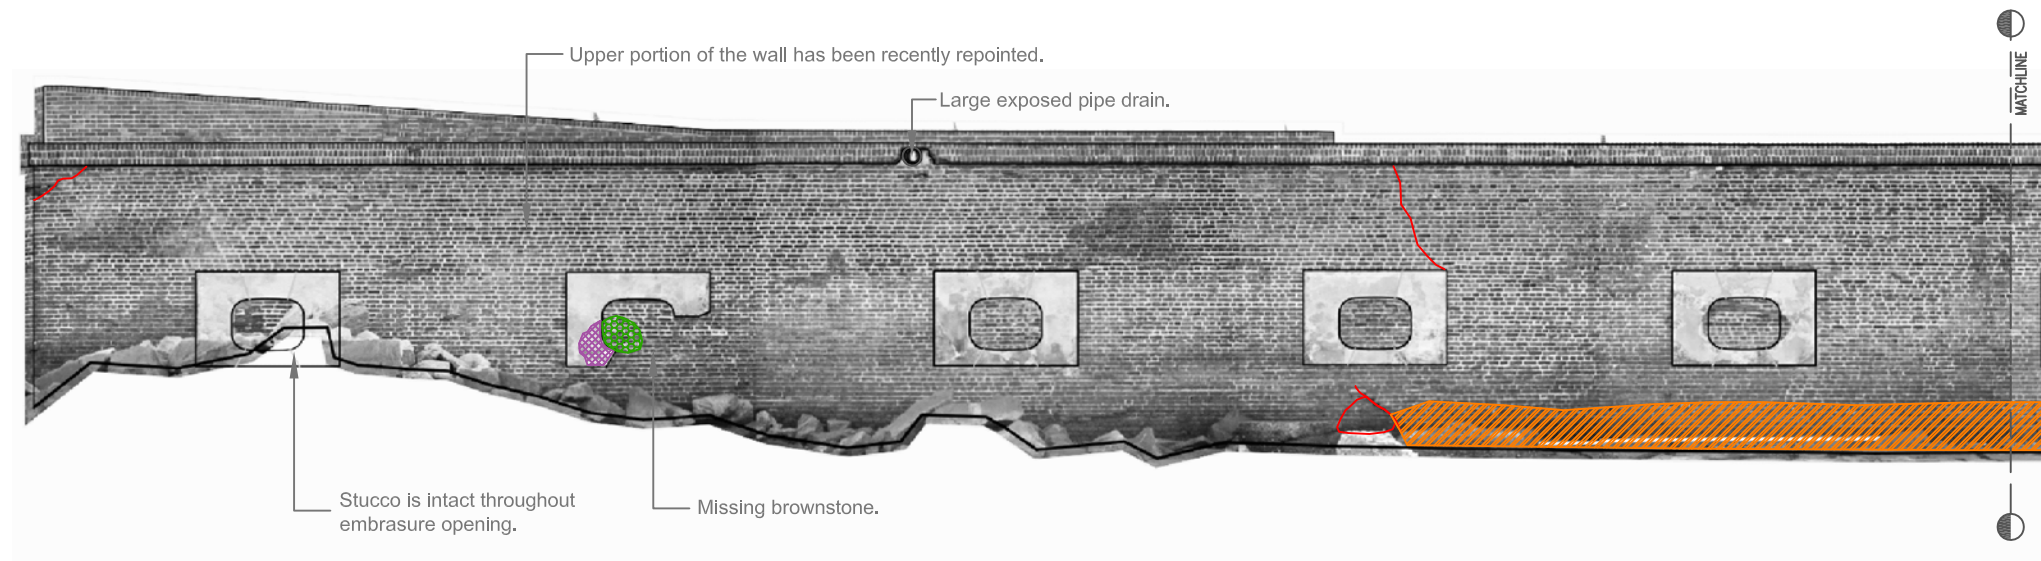 Upper portion of the wall has been recently repointed.
Large exposed pipe drain.
MATCHLINE
Stucco is intact throughout
embrasure opening.
Missing brownstone.